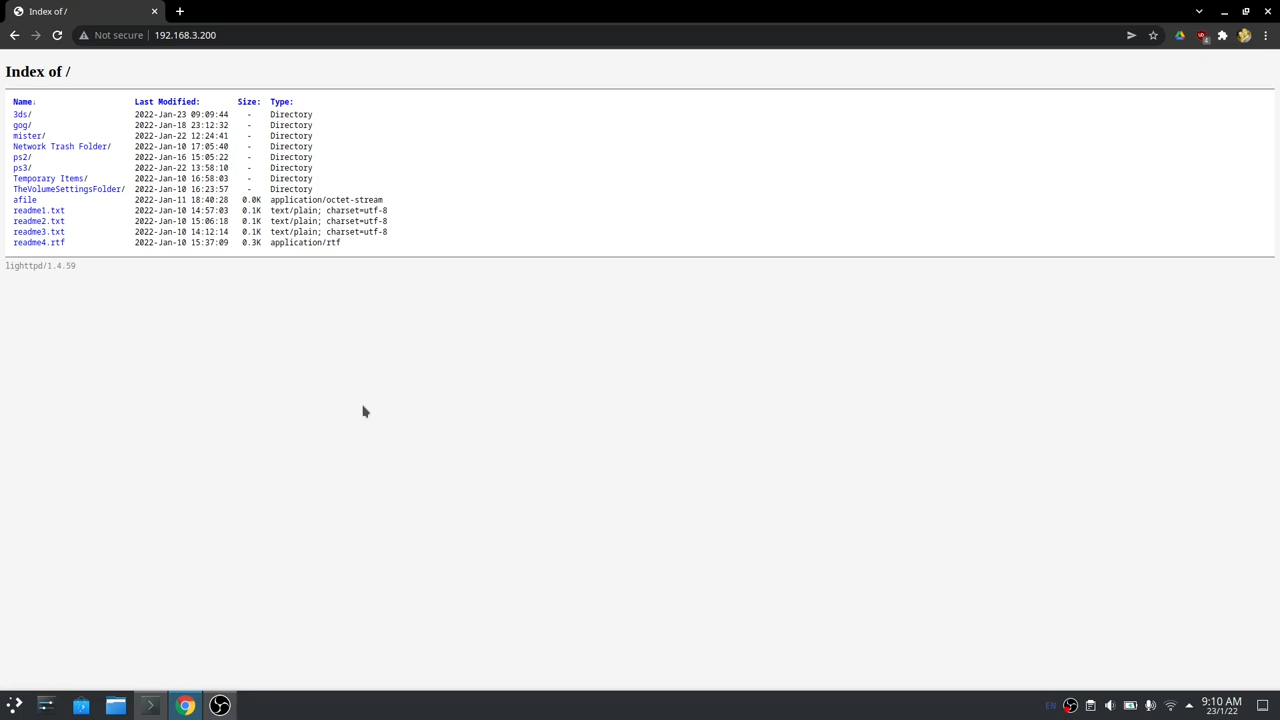 Index of /
Not secure
192.168.3.200
4
Index of /
Name↓ Last Modified: Size: Type:
3ds/ 2022-Jan-23 09:09:44 - Directory
gog/ 2022-Jan-18 23:12:32 - Directory
mister/ 2022-Jan-22 12:24:41 - Directory
Network Trash Folder/ 2022-Jan-10 17:05:40 - Directory
ps2/ 2022-Jan-16 15:05:22 - Directory
ps3/ 2022-Jan-22 13:58:10 - Directory
Temporary Items/ 2022-Jan-10 16:58:03 - Directory
TheVolumeSettingsFolder/ 2022-Jan-10 16:23:57 - Directory
afile 2022-Jan-11 18:40:28 0.0K application/octet-stream
readme1.txt 2022-Jan-10 14:57:03 0.1K text/plain; charset=utf-8
readme2.txt 2022-Jan-10 15:06:18 0.1K text/plain; charset=utf-8
readme3.txt 2022-Jan-10 14:12:14 0.1K text/plain; charset=utf-8
readme4.rtf 2022-Jan-10 15:37:09 0.3K application/rtf
lighttpd/1.4.59
EN
9:10 AM
23/1/22